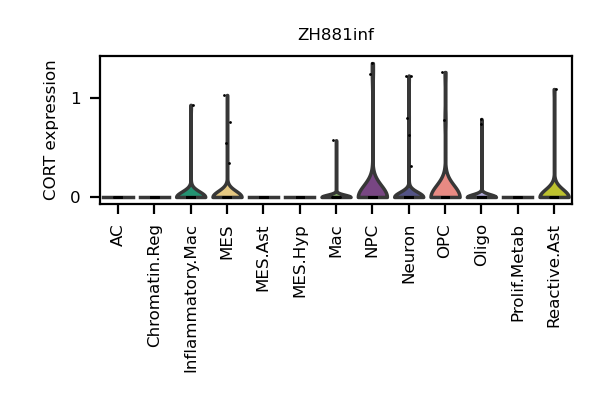 ZH881inf
CORT expression
1
0
AC
Chromatin.Reg
Inflammatory.Mac
MES
MES.Ast
MES.Hyp
Mac
NPC
Neuron
OPC
Oligo
Prolif.Metab
Reactive.Ast